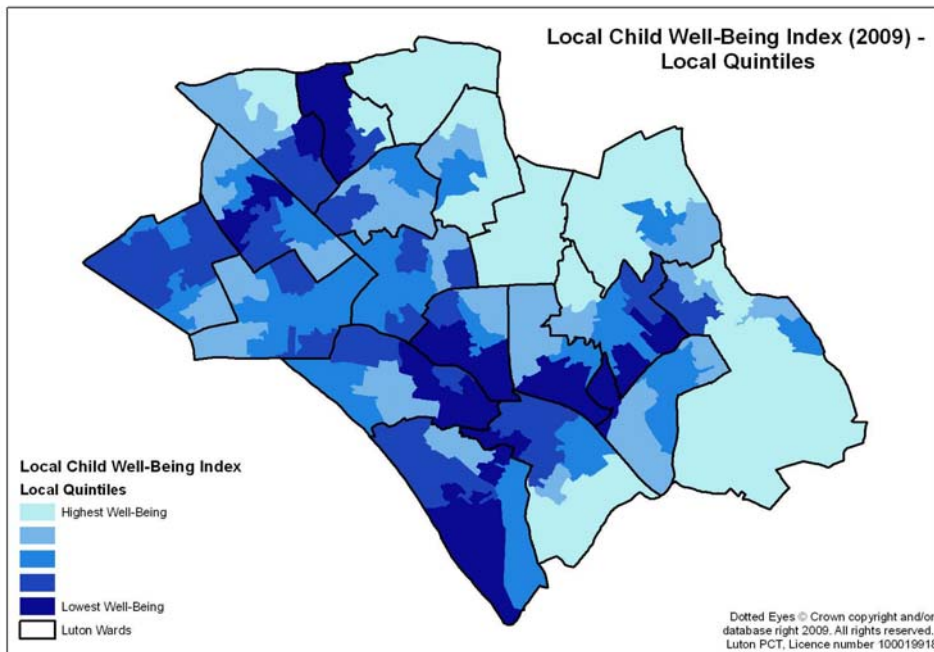 Local Child Well-Being Index (2009) -
Local Quintiles
Local Child Well-Being Index
Local Quintiles
Highest Well-Being
Lowest Well-Being
Luton Wards
Dotted Eyes © Crown copyright and/or
database right 2009. All rights reserved.
Luton PCT, Licence number 100019918